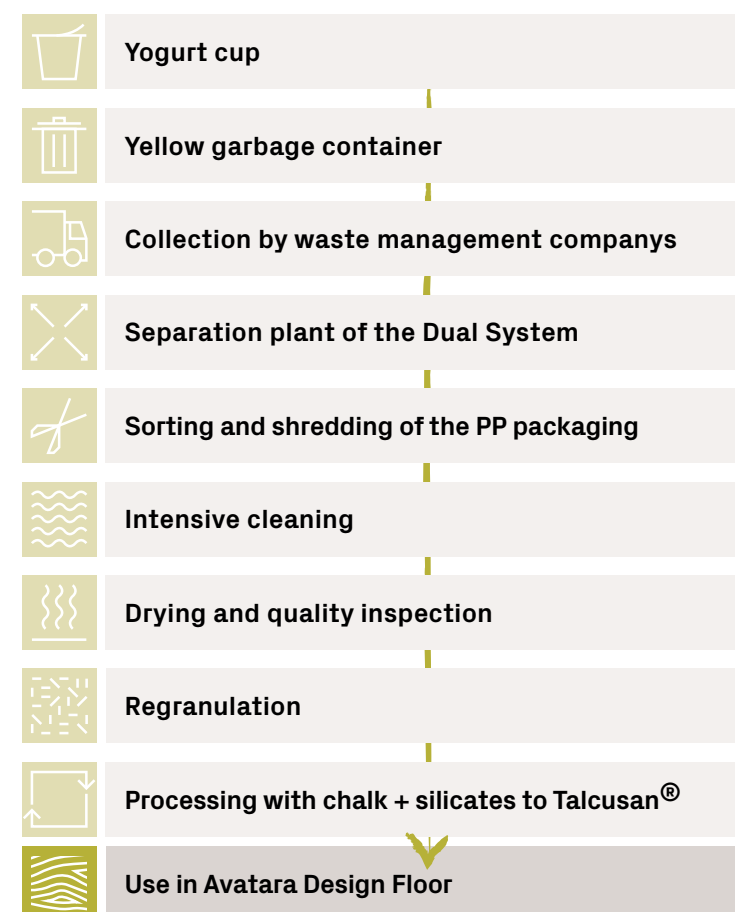 Yogurt cup
Yellow garbage container
Collection by waste management companys
Separation plant of the Dual System
Sorting and shredding of the PP packaging
Intensive cleaning
Drying and quality inspection
Regranulation
Processing with chalk + silicates to Talcusan®
Use in Avatara Design Floor